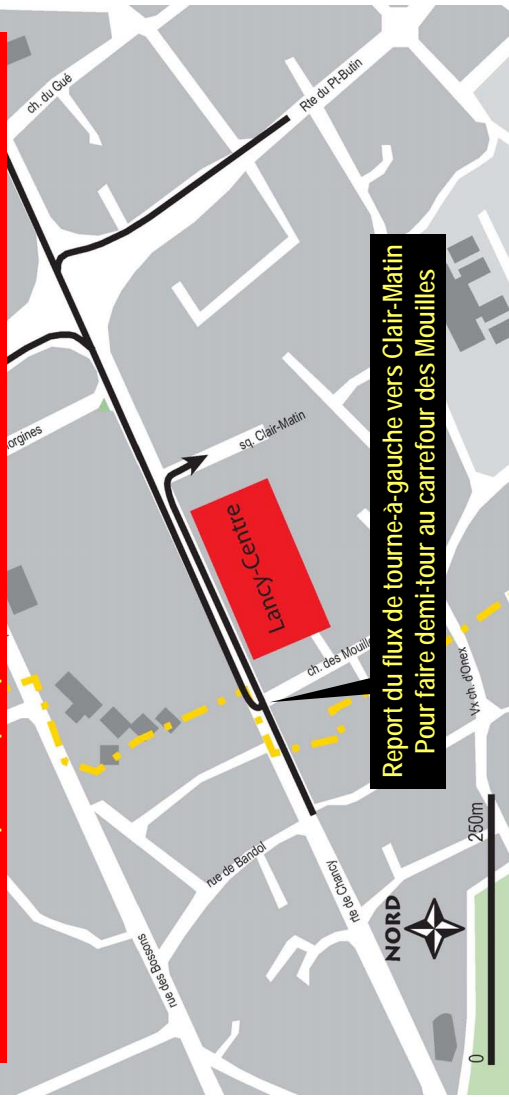 ch. du Gué
Rte du Pt-Butin
sq. Clair-Matin
Lancy-Centre
ch. des
rue de Bandol
rte de Chancy
rue des Bossons
Vx ch. d'Onex
Report du flux de tourne-à-gauche vers Clair-Matin
Pour faire demi-tour au carrefour des Mouilles
NORD
0
250m